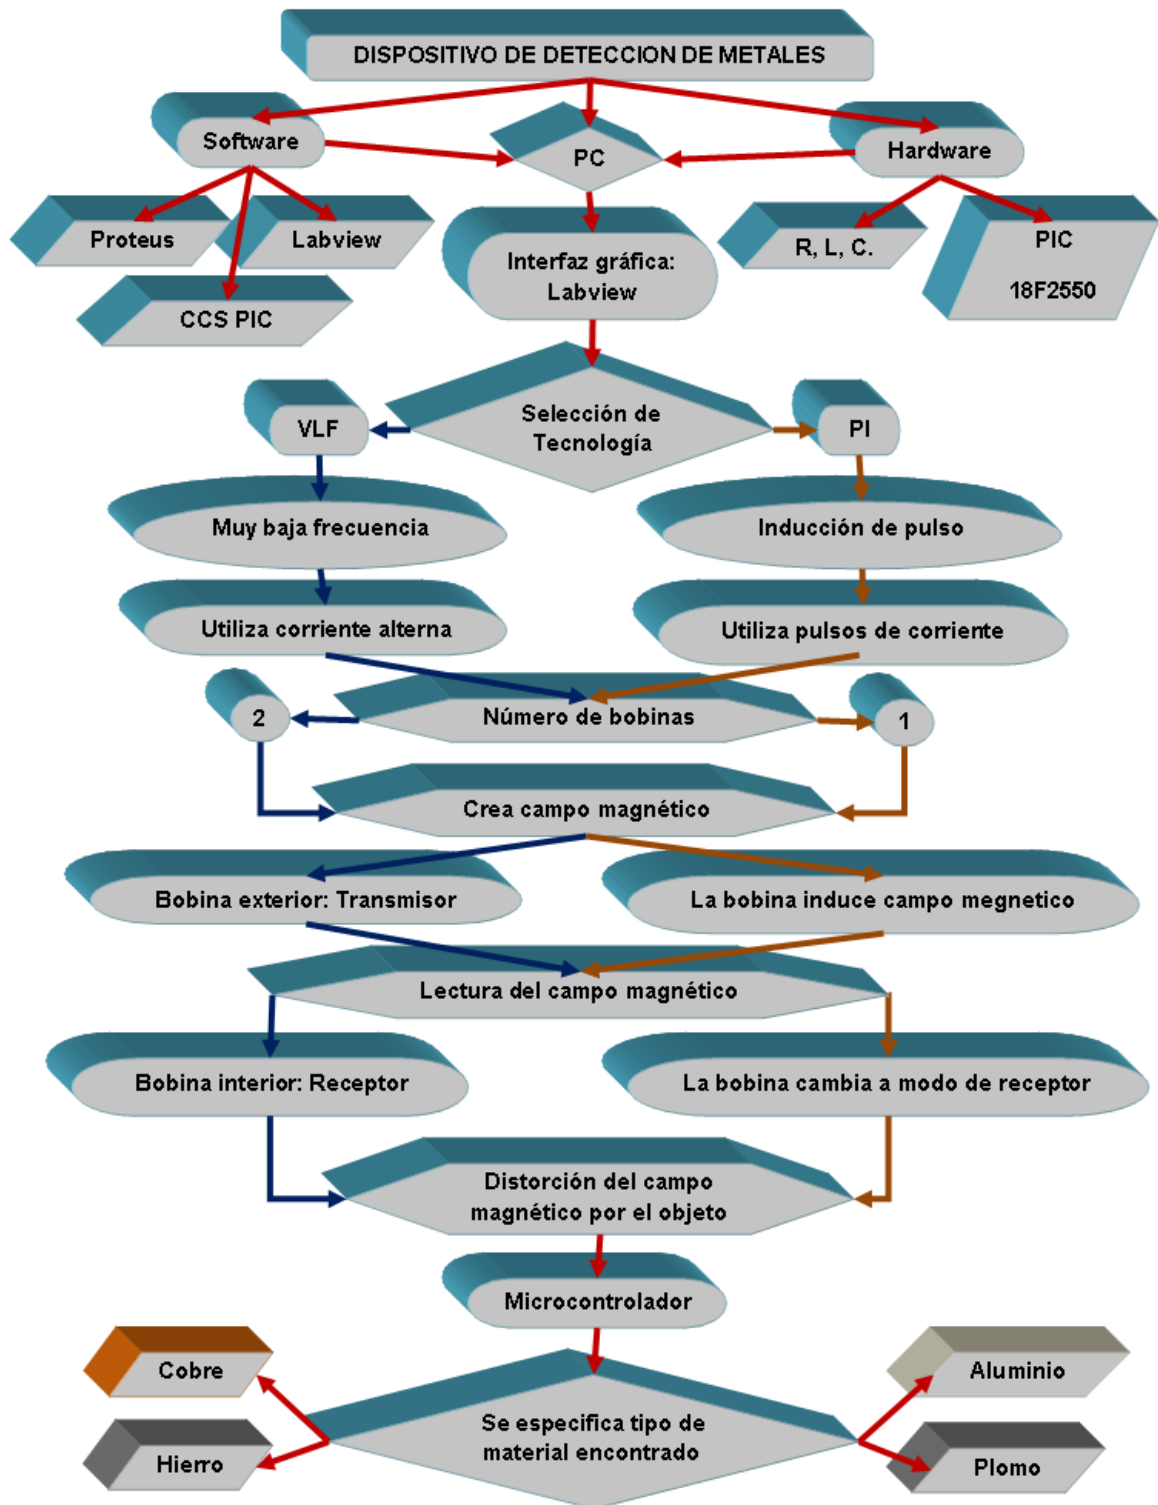 DISPOSITIVO DE DETECCION DE METALES
Software
PC
Hardware
Proteus
Labview
R, L, C.
PIC
18F2550
CCS PIC
Interfaz gráfica:
Labview
Selección de
Tecnología
VLF
PI
Muy baja frecuencia
Inducción de pulso
Utiliza corriente alterna
Utiliza pulsos de corriente
Número de bobinas
2
1
Crea campo magnético
Bobina exterior: Transmisor
La bobina induce campo megnetico
Lectura del campo magnético
Bobina interior: Receptor
La bobina cambia a modo de receptor
Distorción del campo
magnético por el objeto
Microcontrolador
Cobre
Aluminio
Se especifica tipo de
material encontrado
Hierro
Plomo